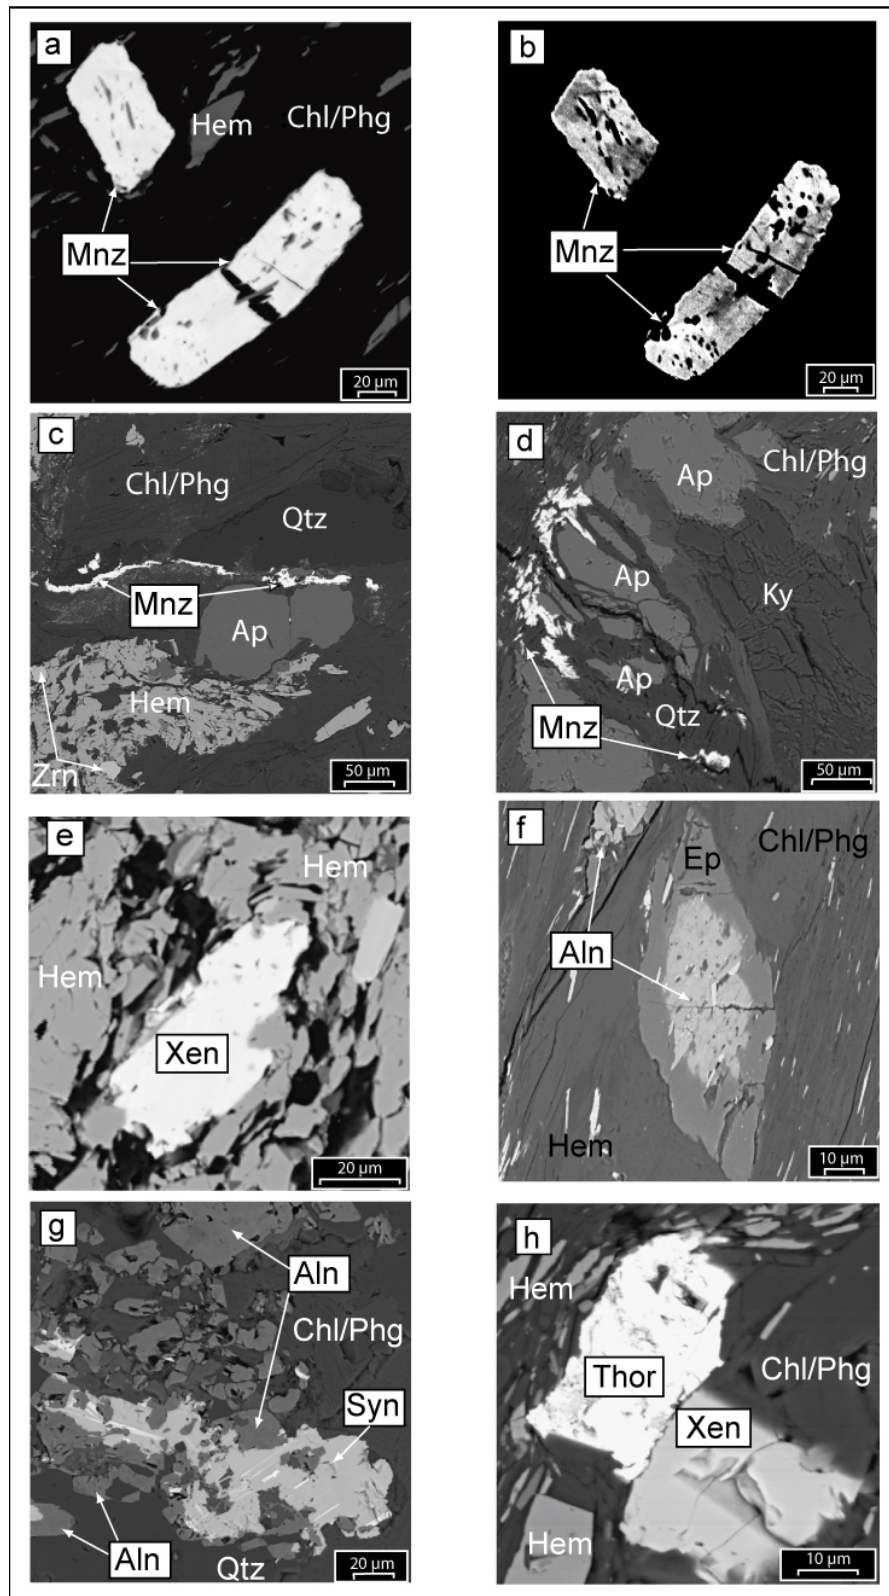 a
Hem
Chl/Phg
Mnz
20 µm
b
Mnz
20 µm
c
Chl/Phg
Qtz
Mnz
Ap
Hem
Zrn
50 µm
d
Ap
Chl/Phg
Ap
Ky
Ap
Mnz
Qtz
50 µm
e
Hem
Hem
Xen
20 µm
f
Ep
Chl/Phg
Aln
Hem
10 µm
g
Aln
Chl/Phg
Syn
Aln
Qtz
20 µm
h
Hem
Thor
Chl/Phg
Xen
Hem
10 µm